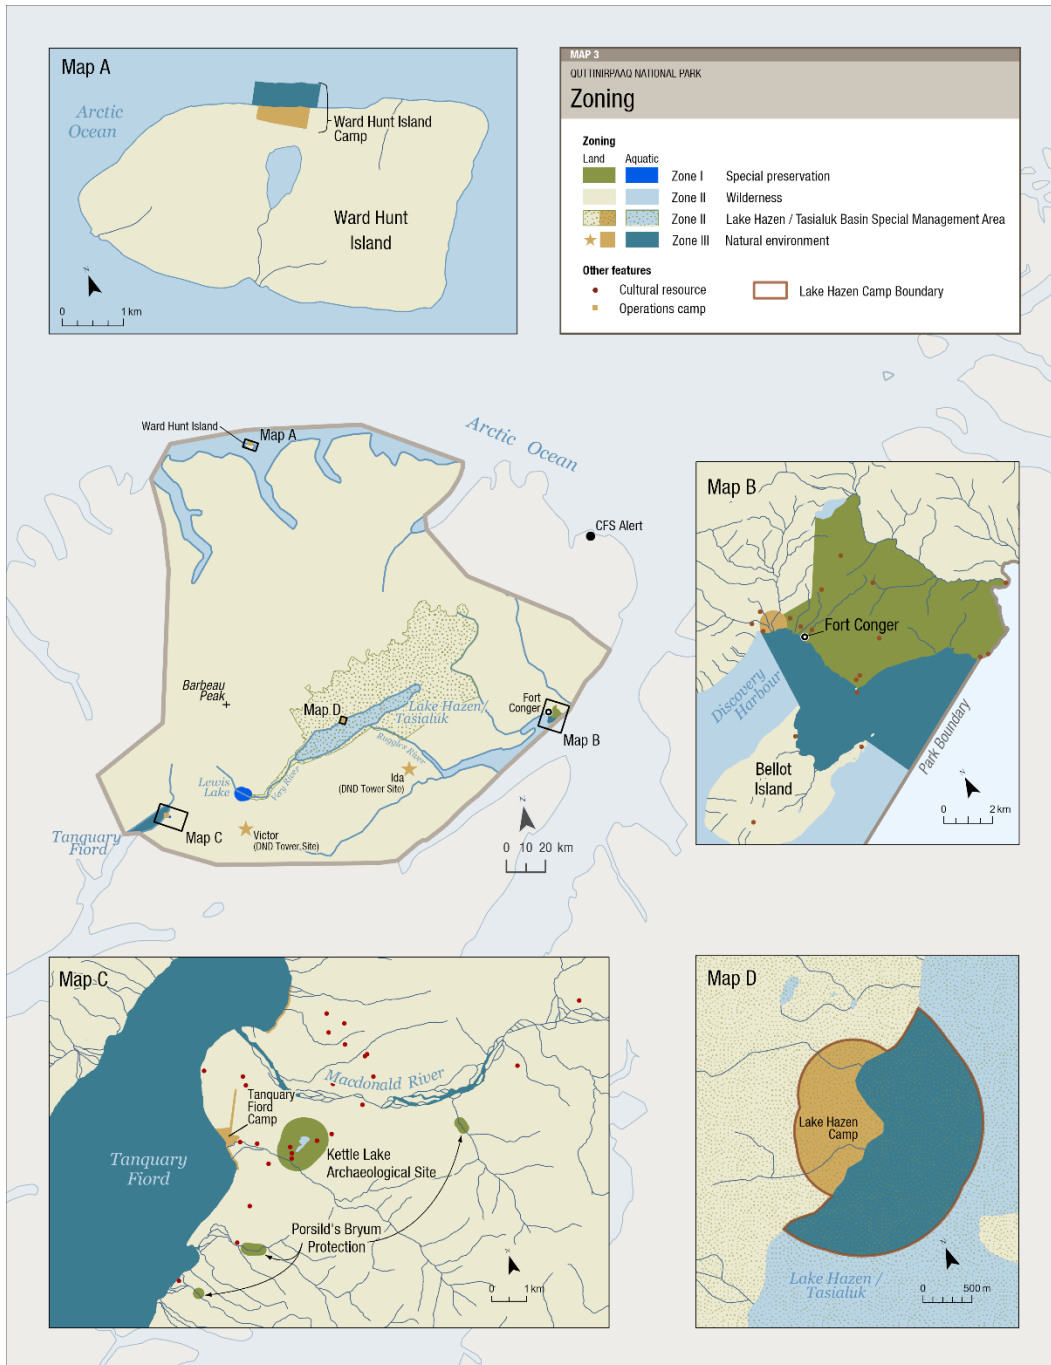 Map A
Arctic
Ocean
Ward Hunt Island
Camp
Ward Hunt
Island
N
0 1 km
MAP 3
QUTTINIRPAAQ NATIONAL PARK
Zoning
Zoning
Land Aquatic
Zone I Special preservation
Zone II Wilderness
Zone II Lake Hazen / Tasialuk Basin Special Management Area
Zone III Natural environment
Other features
Cultural resource
Lake Hazen Camp Boundary
Operations camp
Ward Hunt Island
Map A
Arctic Ocean
CFS Alert
Barbeau
Peak
Map D
Lake Hazen/
Tasialuk
Fort
Conger
Map B
Ruggles River
Very River
Lewis
Lake
Ida
(DND Tower Site)
Victor
(DND Tower Site)
Map C
Tanquary
Fiord
N
0 10 20 km
Map B
Fort Conger
Discovery
Harbour
Bellot
Island
Park Boundary
N
0 2 km
Map C
Macdonald River
Tanquary
Fiord
Camp
Kettle Lake
Archaeological Site
Tanquary
Fiord
Porsild's Bryum
Protection
N
0 1 km
Map D
Lake Hazen
Camp
Lake Hazen /
Tasialuk
N
0 500 m